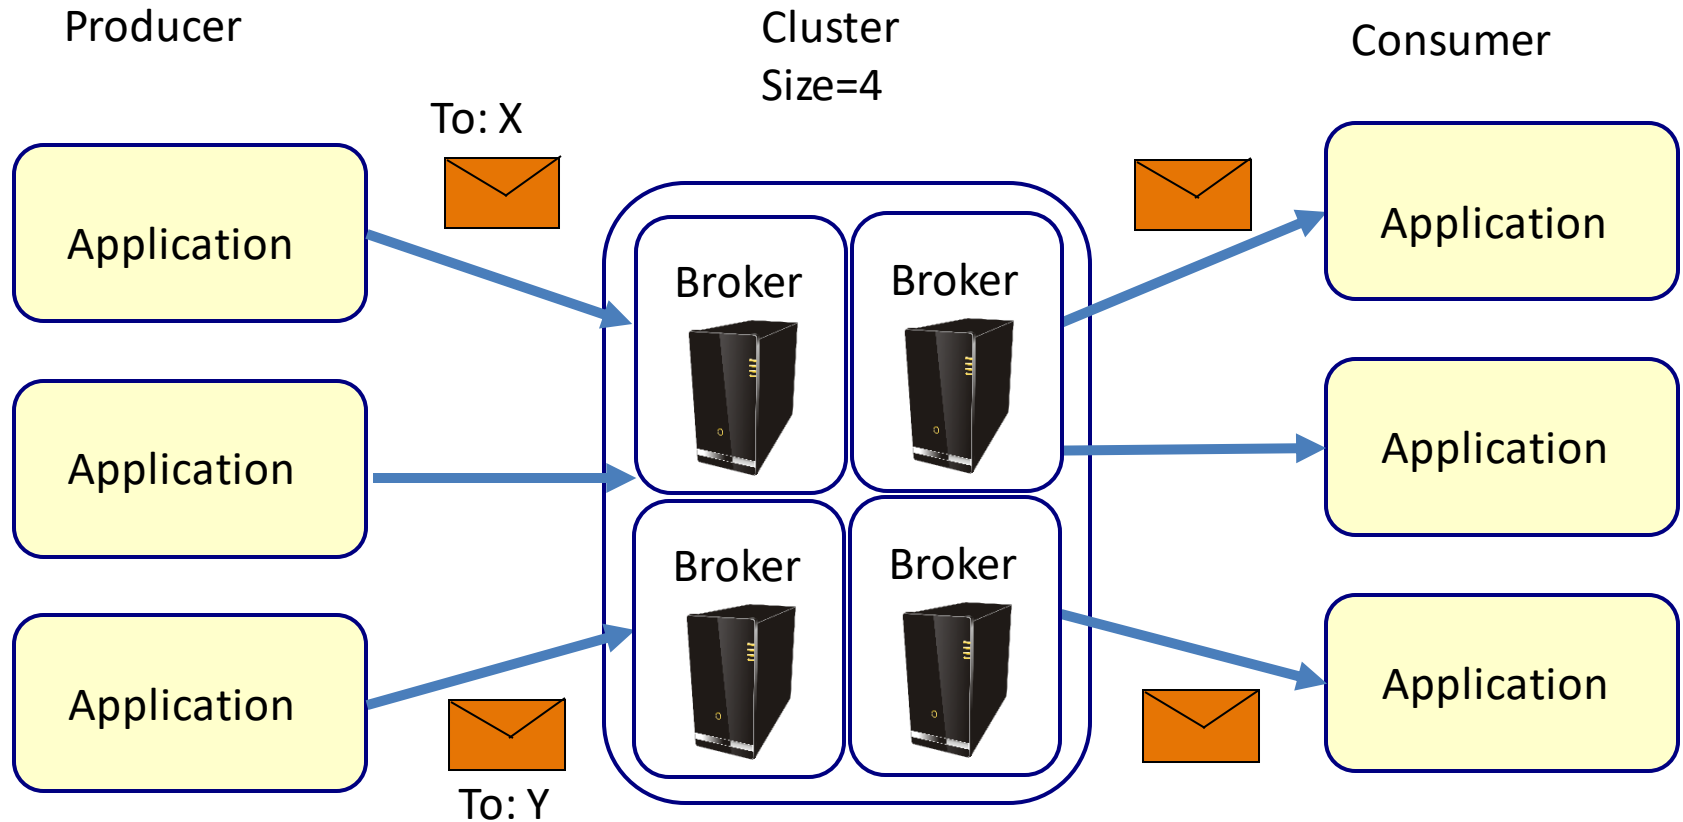 Producer
Cluster
Size=4
Consumer
To: X
Application
Application
Application
To: Y
Broker
Broker
Broker
Broker
Application
Application
Application